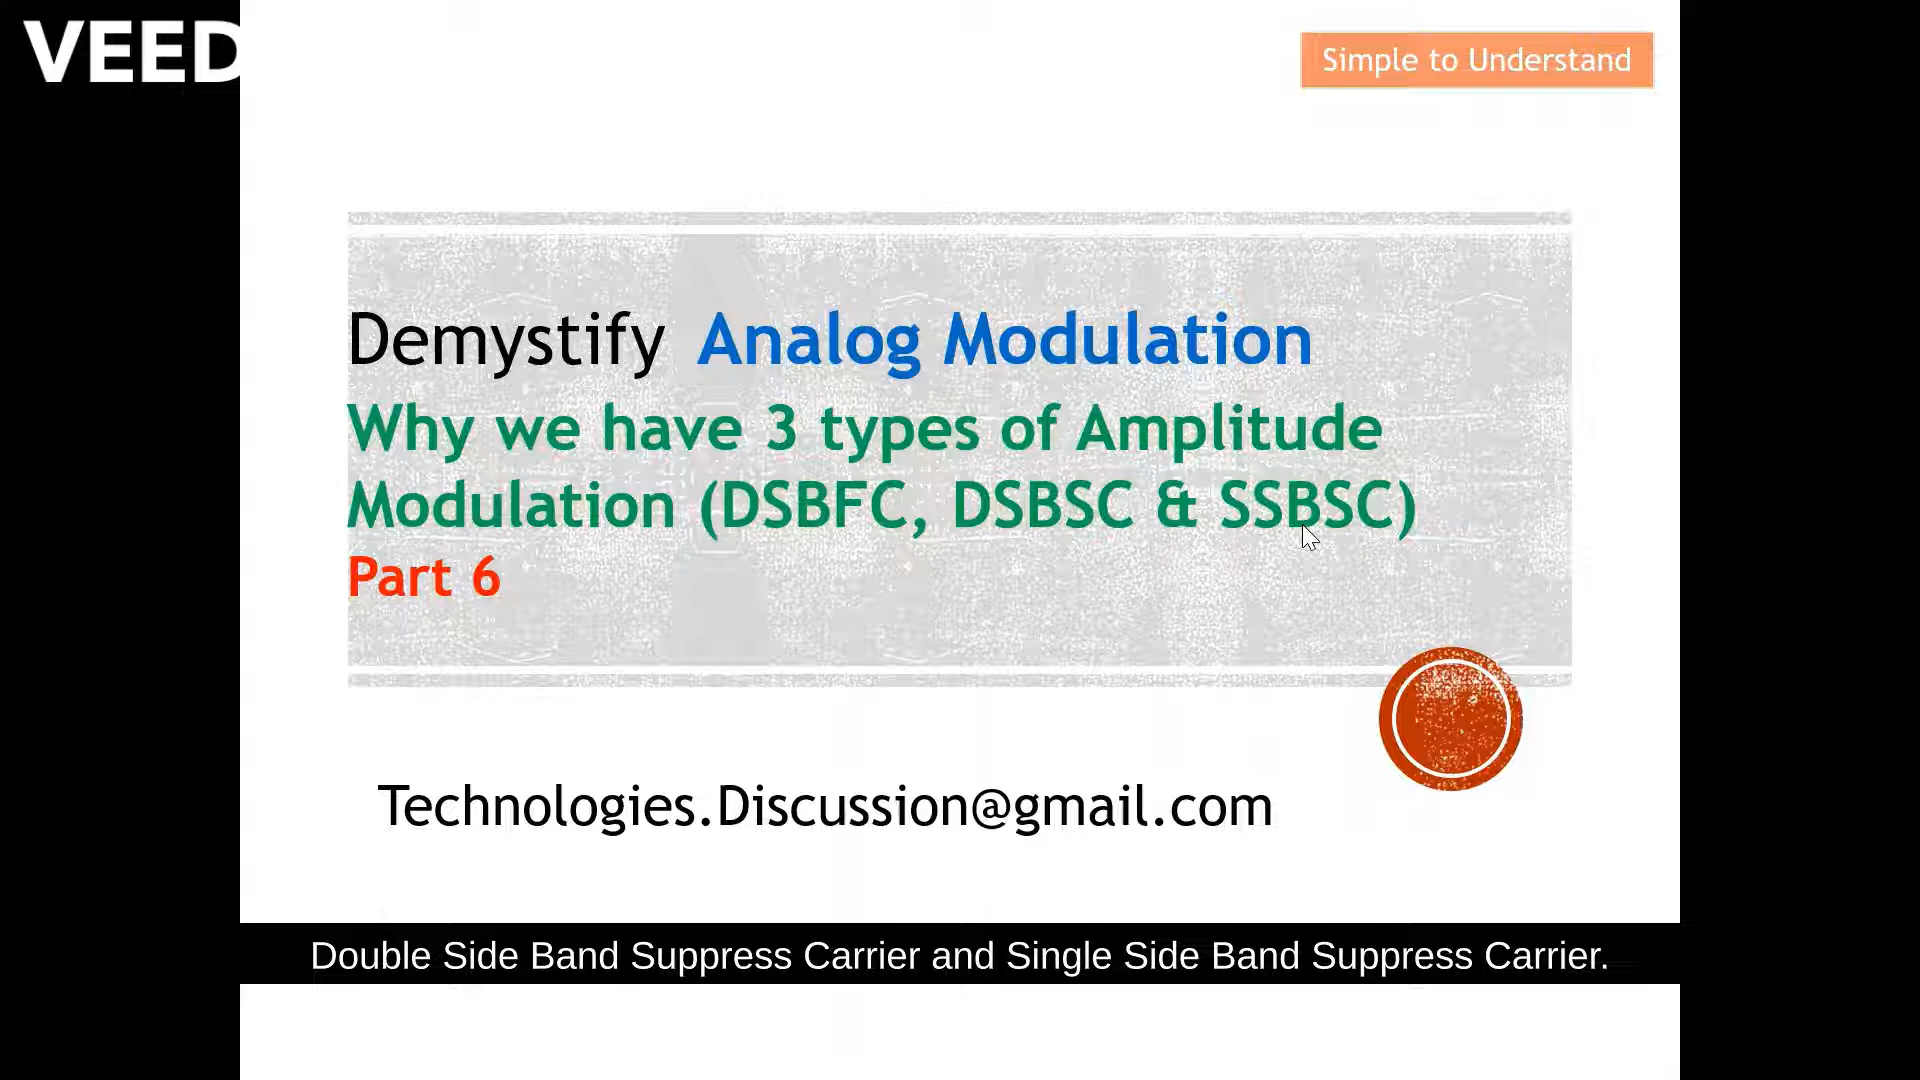 VEED
Simple to Understand
Demystify Analog Modulation
Why we have 3 types of Amplitude
Modulation (DSBFC, DSBSC & SSBSC)
Part 6
Technologies.Discussion@gmail.com
Double Side Band Suppress Carrier and Single Side Band Suppress Carrier.